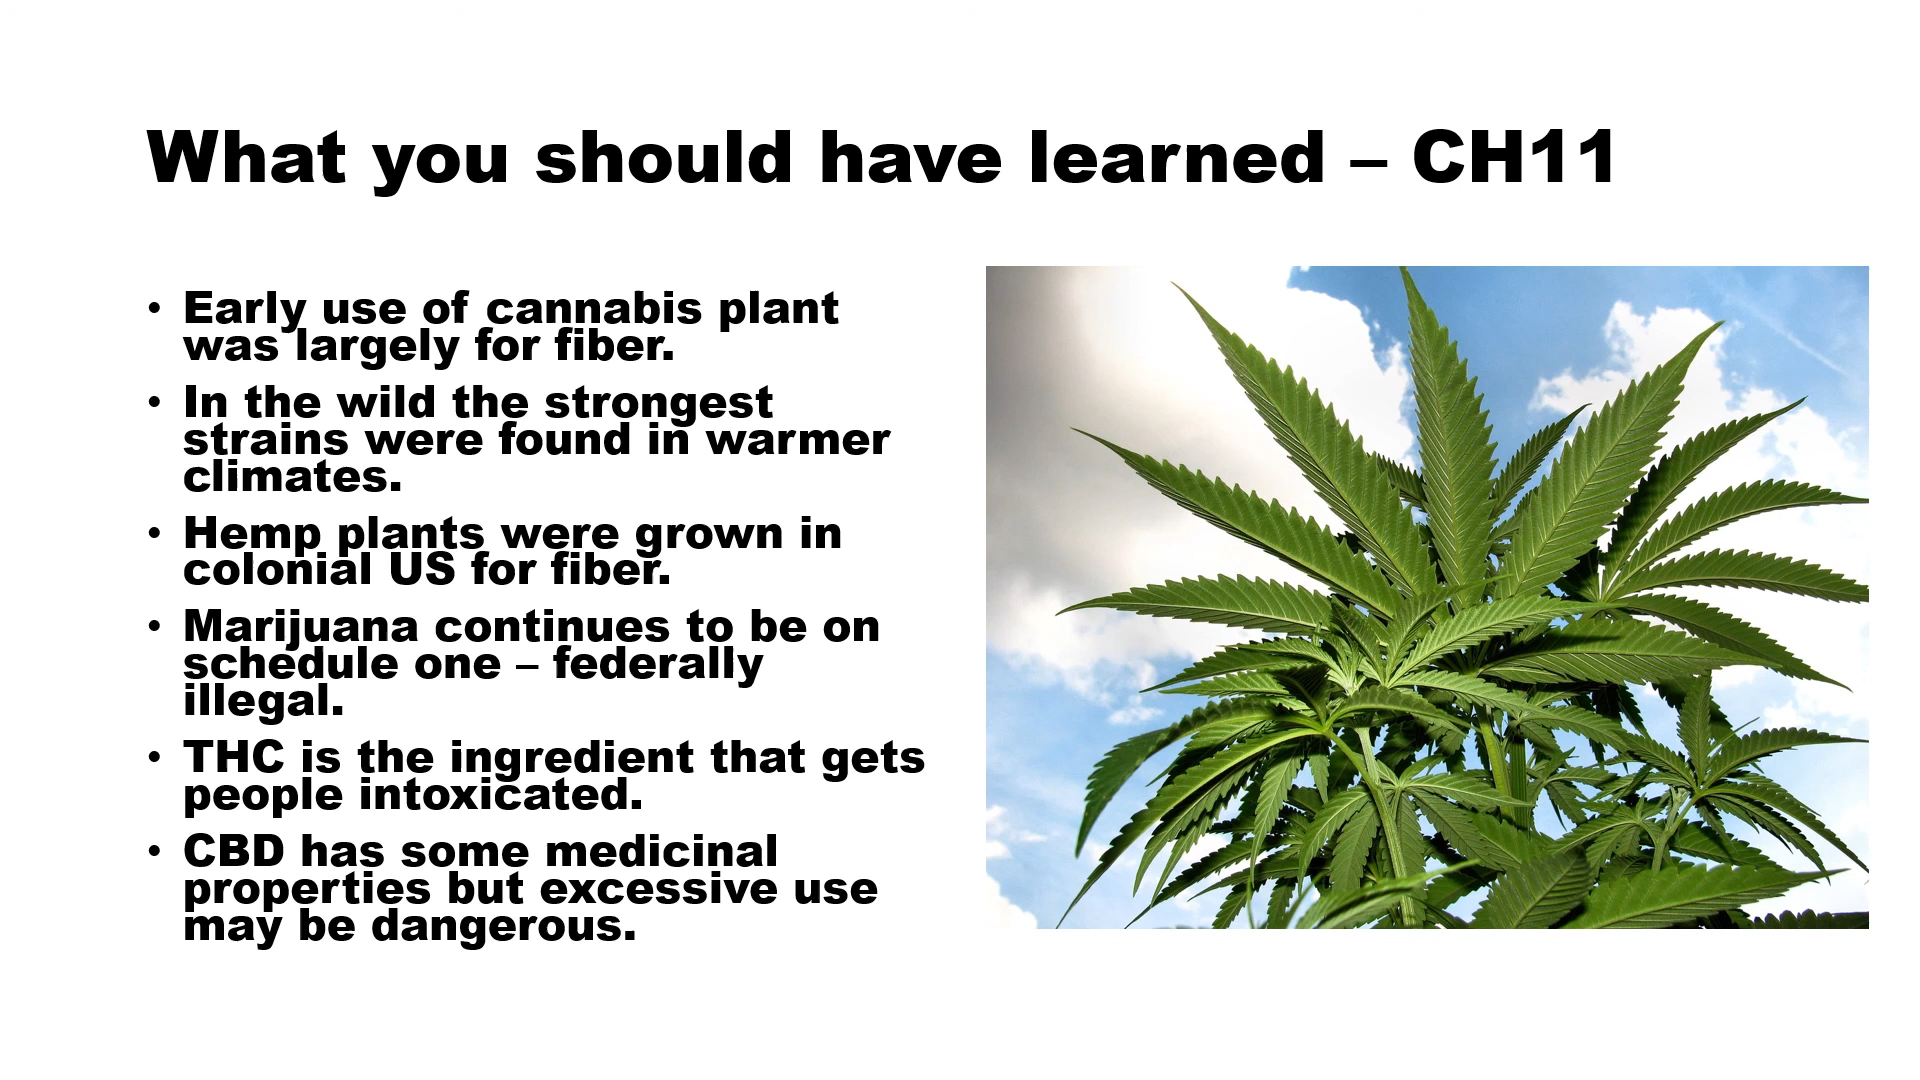 What you should have learned – CH11
• Early use of cannabis plant
was largely for fiber.
• In the wild the strongest
strains were found in warmer
climates.
• Hemp plants were grown in
colonial US for fiber.
• Marijuana continues to be on
schedule one – federally
illegal.
• THC is the ingredient that gets
people intoxicated.
• CBD has some medicinal
properties but excessive use
may be dangerous.